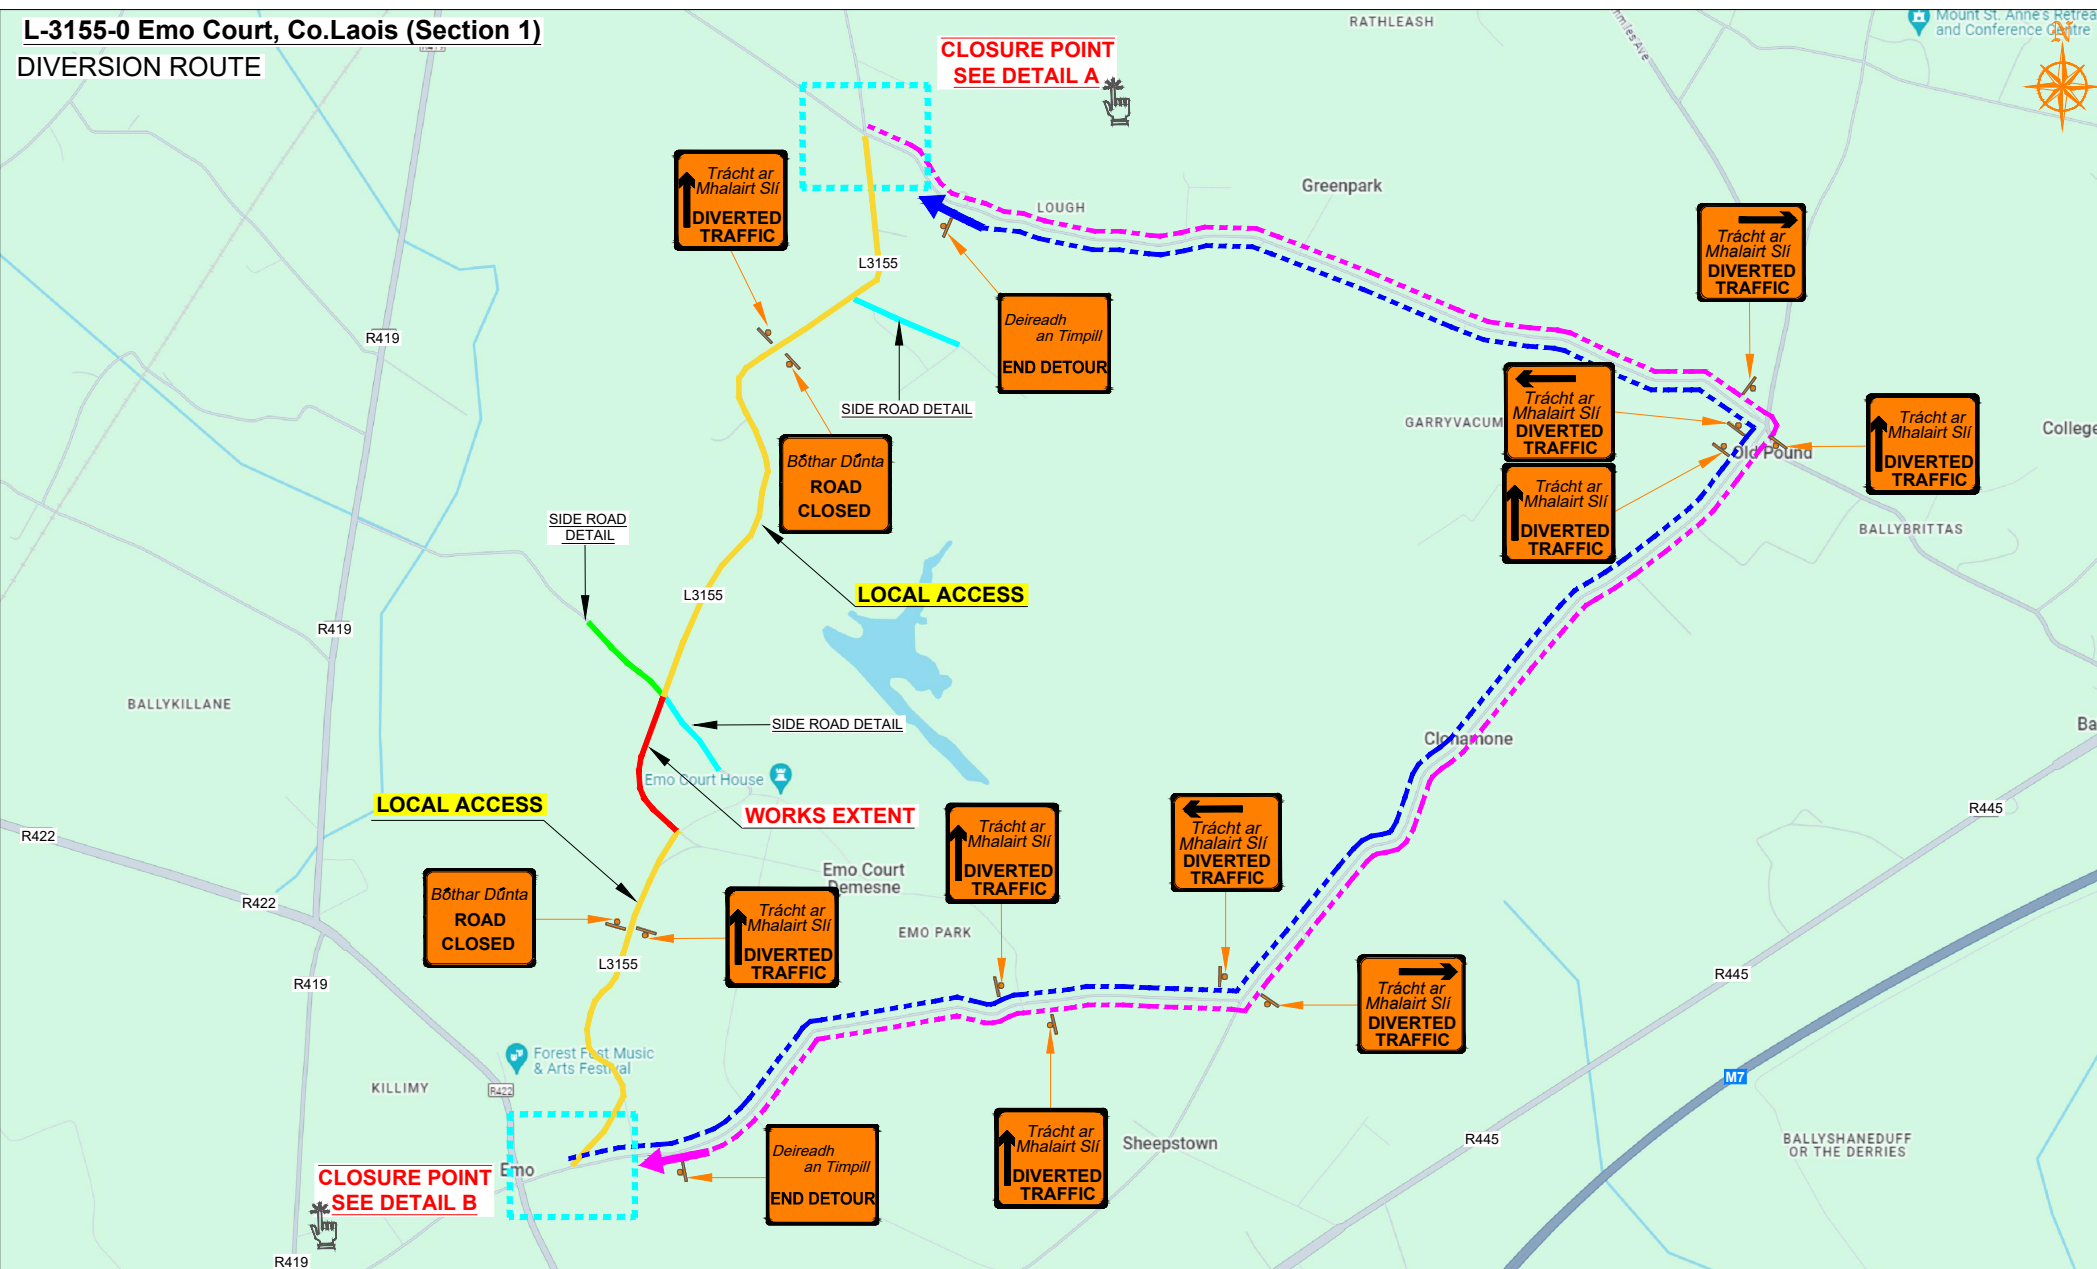 L-3155-0 Emo Court, Co.Laois (Section 1)
DIVERSION ROUTE
CLOSURE POINT
SEE DETAIL A
RATHLEASH
Mount St. Anne's Retrea
and Conference Centre
N
Trácht ar
Mhalairt Slí
DIVERTED
TRAFFIC
LOUGH
Greenpark
L3155
Deireadh
an Timpill
END DETOUR
SIDE ROAD DETAIL
Trácht ar
Mhalairt Slí
DIVERTED
TRAFFIC
R419
Trácht ar
Mhalairt Slí
DIVERTED
TRAFFIC
GARRYVACUM
Trácht ar
Mhalairt Slí
DIVERTED
TRAFFIC
Old Pound
Trácht ar
Mhalairt Slí
DIVERTED
TRAFFIC
College
BALLYBRITTAS
Bóthar Dúnta
ROAD
CLOSED
SIDE ROAD
DETAIL
L3155
LOCAL ACCESS
R419
BALLYKILLANE
SIDE ROAD DETAIL
Clonamone
Ba
Emo Court House
LOCAL ACCESS
WORKS EXTENT
R422
R445
Trácht ar
Mhalairt Slí
DIVERTED
TRAFFIC
Trácht ar
Mhalairt Slí
DIVERTED
TRAFFIC
Emo Court
Demesne
R422
Bóthar Dúnta
ROAD
CLOSED
Trácht ar
Mhalairt Slí
DIVERTED
TRAFFIC
EMO PARK
L3155
R419
Trácht ar
Mhalairt Slí
DIVERTED
TRAFFIC
R445
Forest Fest Music
& Arts Festival
KILLIMY
R422
M7
Trácht ar
Mhalairt Slí
DIVERTED
TRAFFIC
Sheepstown
R445
BALLYSHANEDUFF
OR THE DERRIES
Deireadh
an Timpill
END DETOUR
CLOSURE POINT
SEE DETAIL B
Emo
R419